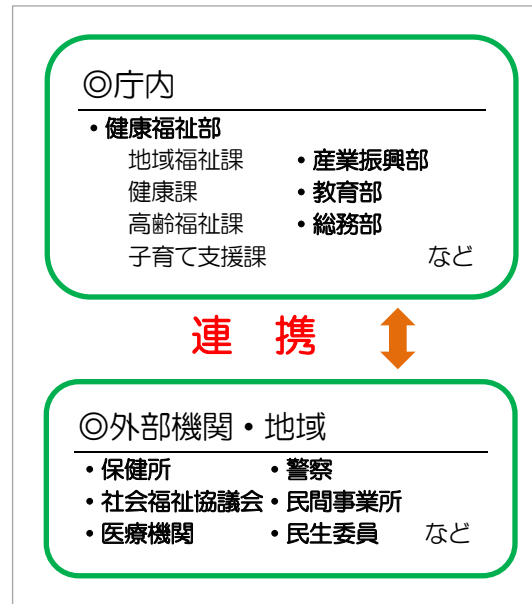 ◎庁内
・健康福祉部
地域福祉課 ・産業振興部
健康課 ・教育部
高齢福祉課 ・総務部
子育て支援課 など
連 携
◎外部機関・地域
・保健所 ・警察
・社会福祉協議会・民間事業所
・医療機関 ・民生委員 など